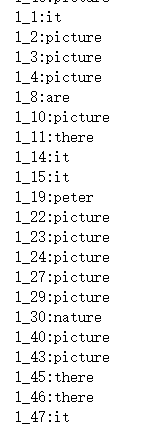 1_1:it
1_2:picture
1_3:picture
1_4:picture
1_8:are
1_10:picture
1_11:there
1_14:it
1_15:it
1_19:peter
1_22:picture
1_23:picture
1_24:picture
1_27:picture
1_29:picture
1_30:nature
1_40:picture
1_43:picture
1_45:there
1_46:there
1_47:it